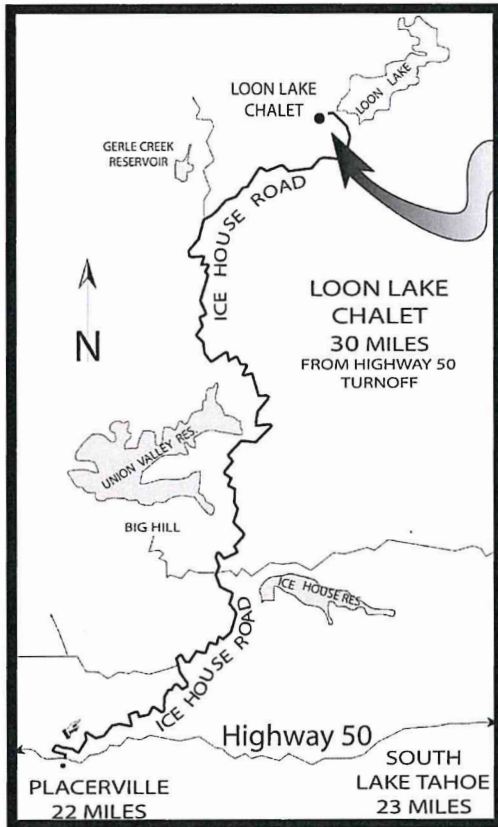 LOON LAKE
CHALET
LOON LAKE
GERLE CREEK
RESERVOIR
ICE HOUSE ROAD
N
LOON LAKE
CHALET
30 MILES
FROM HIGHWAY 50
TURNOFF
UNION VALLEY RES.
BIG HILL
ICE HOUSE RES.
ICE HOUSE ROAD
Highway 50
PLACERVILLE
22 MILES
SOUTH
LAKE TAHOE
23 MILES